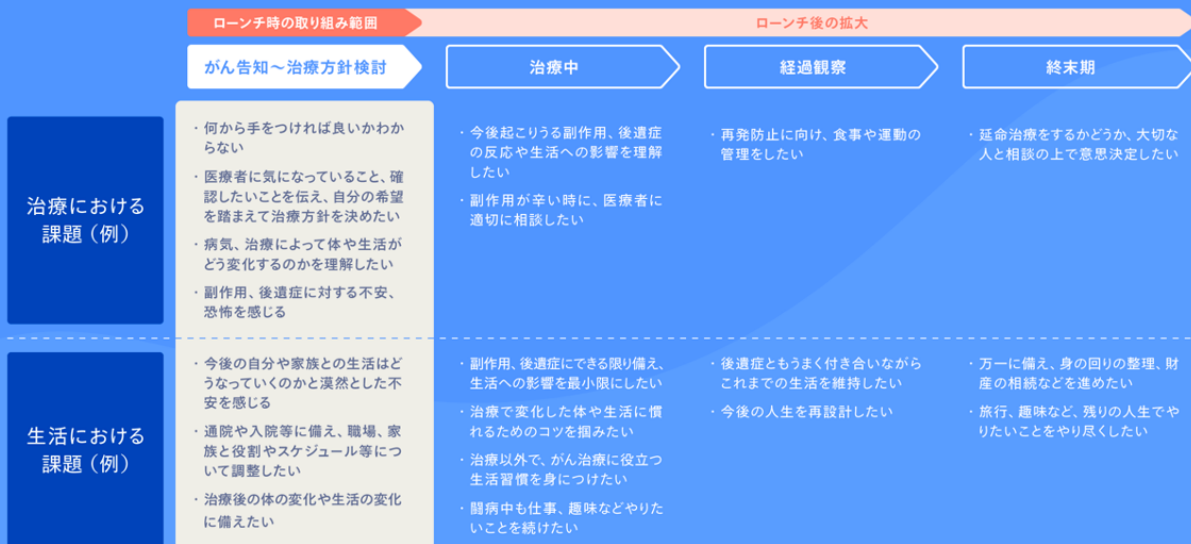 ローンチ時の取り組み範囲
ローンチ後の拡大
がん告知～治療方針検討
治療中
経過観察
終末期
治療における
課題（例）
・何から手をつければ良いかわか
らない
・医療者に気になっていること、確
認したいことを伝え、自分の希望
を踏まえて治療方針を決めたい
・病気、治療によって体や生活が
どう変化するのかを理解したい
・副作用、後遺症に対する不安、
恐怖を感じる
・今後起こりうる副作用、後遺症
の反応や生活への影響を理解
したい
・副作用が辛い時に、医療者に
適切に相談したい
・再発防止に向け、食事や運動の
管理をしたい
・延命治療をするかどうか、大切な
人と相談の上で意思決定したい
生活における
課題（例）
・今後の自分や家族との生活はど
うなっていくのかと漠然とした不
安を感じる
・通院や入院等に備え、職場、家
族と役割やスケジュール等につ
いて調整したい
・治療後の体の変化や生活の変化
に備えたい
・副作用、後遺症にできる限り備え、
生活への影響を最小限にしたい
・治療で変化した体や生活に慣
れるためのコツを掴みたい
・治療以外で、がん治療に役立つ
生活習慣を身につけたい
・闘病中も仕事、趣味などやりた
いことを続けたい
・後遺症ともうまく付き合いながら
これまでの生活を維持したい
・今後の人生を再設計したい
・万一に備え、身の回りの整理、財
産の相続などを進めたい
・旅行、趣味など、残りの人生でや
りたいことをやり尽くしたい